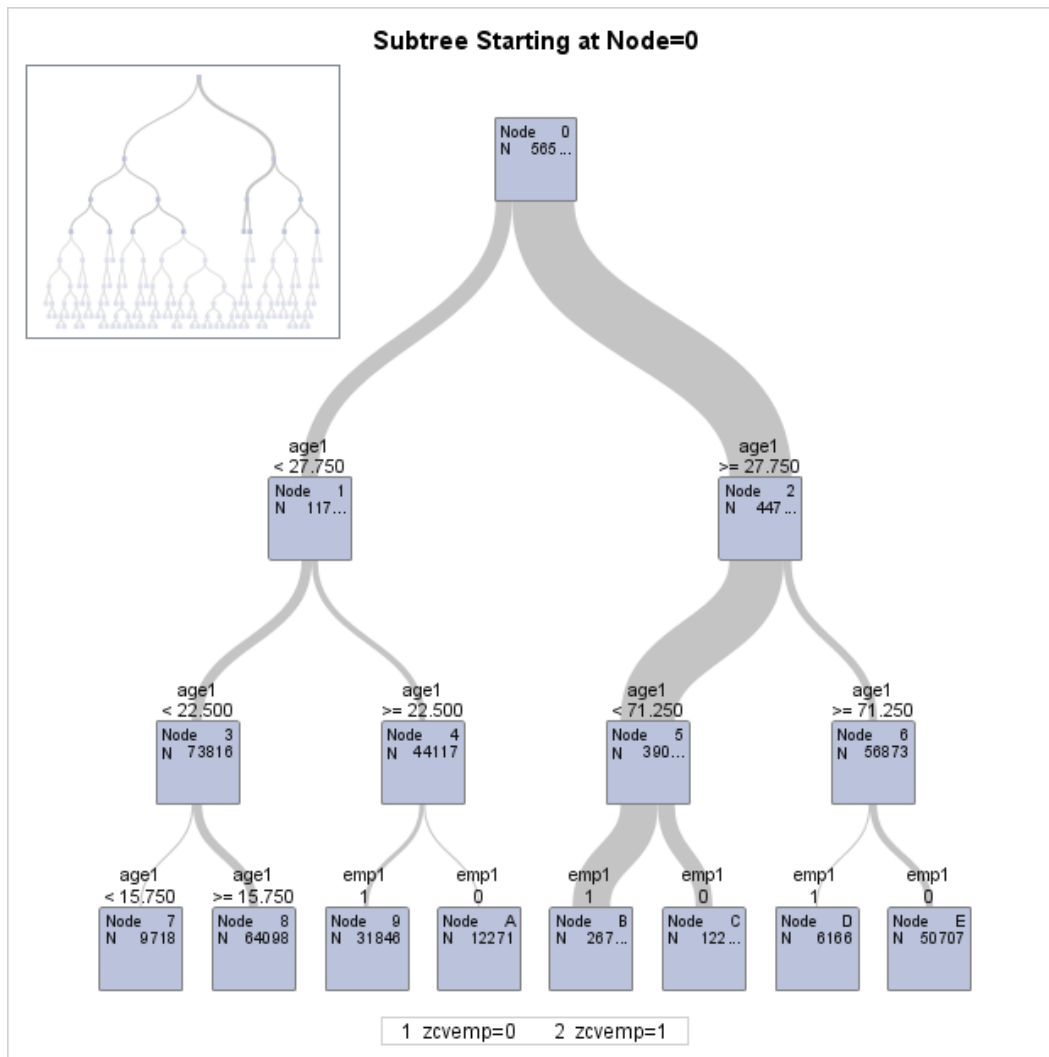 Subtree Starting at Node=0
Node 0
N 565...
age1
< 27.750
age1
>= 27.750
Node 1
N 117...
Node 2
N 447...
age1
< 22.500
age1
>= 22.500
age1
< 71.250
age1
>= 71.250
Node 3
N 73816
Node 4
N 44117
Node 5
N 390...
Node 6
N 56873
age1
< 15.750
age1
>= 15.750
emp1
1
emp1
0
emp1
1
emp1
0
emp1
1
emp1
0
Node 7
N 9718
Node 8
N 64098
Node 9
N 31846
Node A
N 12271
Node B
N 267...
Node C
N 122...
Node D
N 6166
Node E
N 50707
1 zcvemp=0 2 zcvemp=1